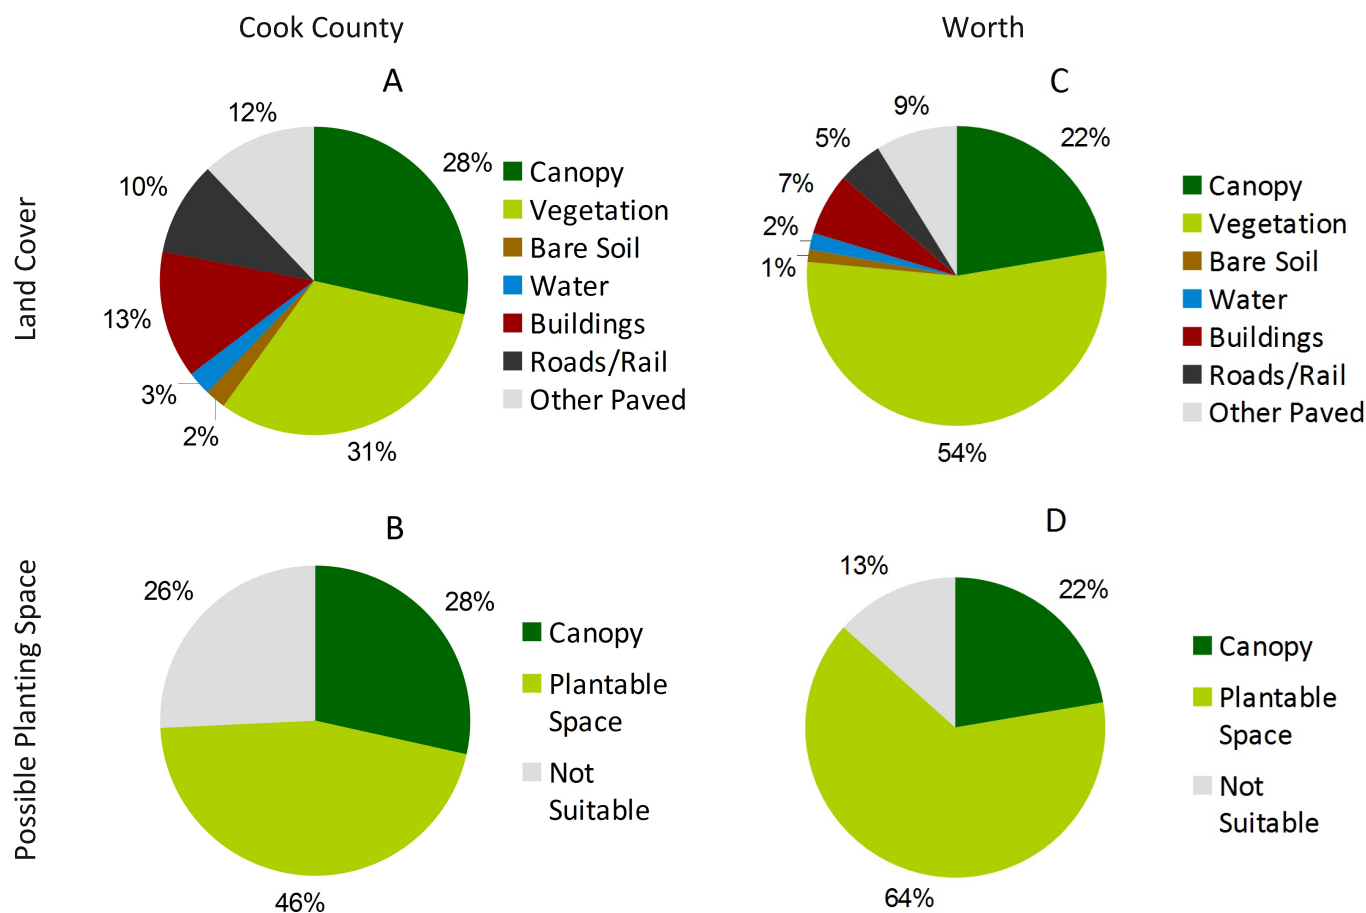 Cook County
Worth
Land Cover
A
12%
28%
10%
13%
3%
2%
31%
Canopy
Vegetation
Bare Soil
Water
Buildings
Roads/Rail
Other Paved
C
9%
22%
5%
7%
2%
1%
54%
Canopy
Vegetation
Bare Soil
Water
Buildings
Roads/Rail
Other Paved
Possible Planting Space
B
26%
28%
46%
Canopy
Plantable
Space
Not
Suitable
D
13%
22%
64%
Canopy
Plantable
Space
Not
Suitable